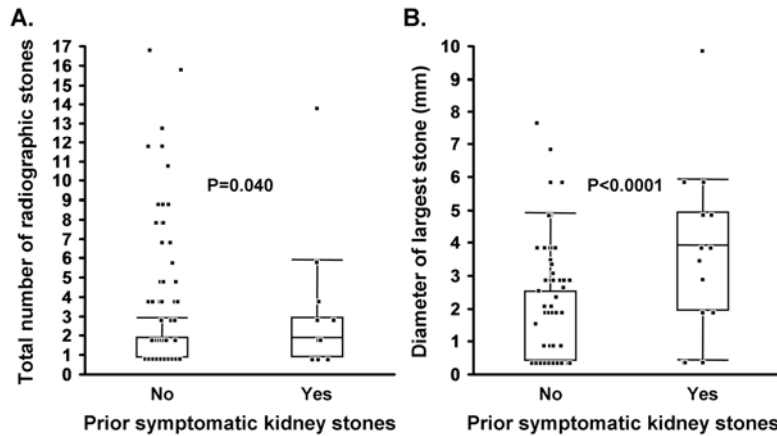 A.
Total number of radiographic stones
17
16
15
14
13
12
11
10
9
8
7
6
5
4
3
2
1
0
P=0.040
No Yes
Prior symptomatic kidney stones
B.
Diameter of largest stone (mm)
10
9
8
7
6
5
4
3
2
1
0
P<0.0001
No Yes
Prior symptomatic kidney stones